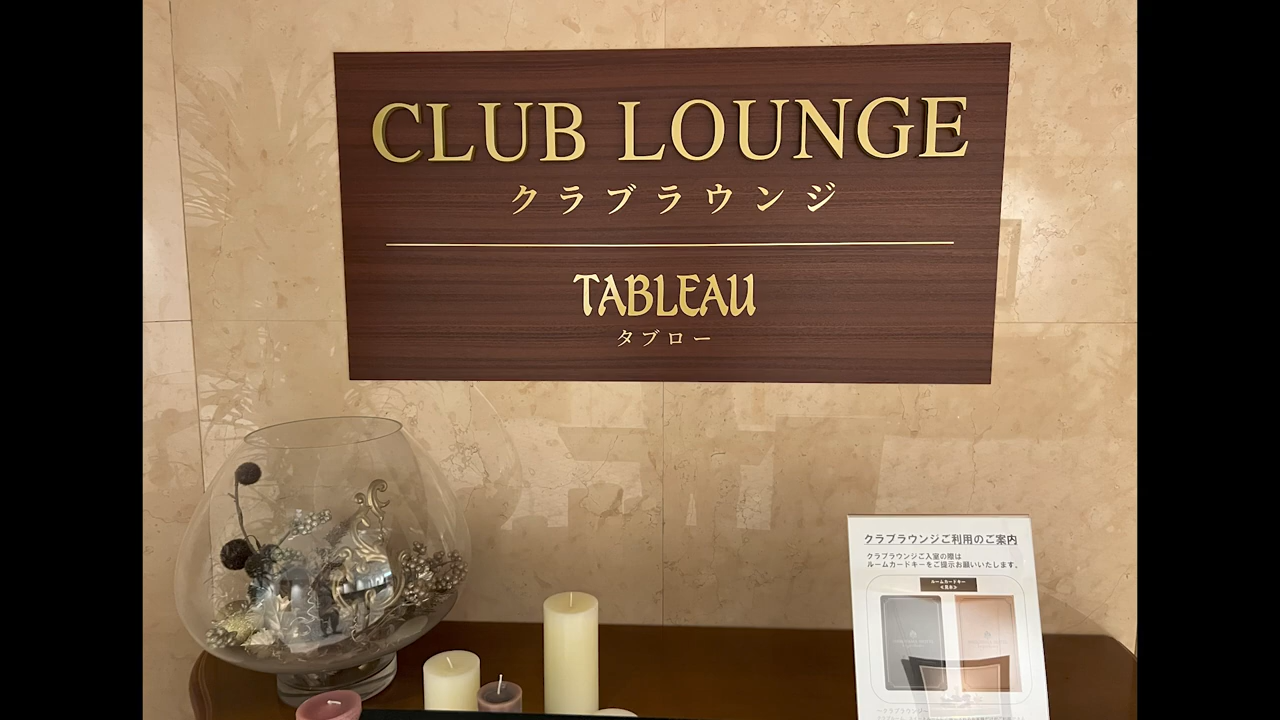 CLUB LOUNGE
クラブラウンジ
TABLEAU
タブロー
クラブラウンジご利用のご案内
クラブラウンジご入室の際は
ルームカードキーをご提示お願いいたします。
ルームカードキー